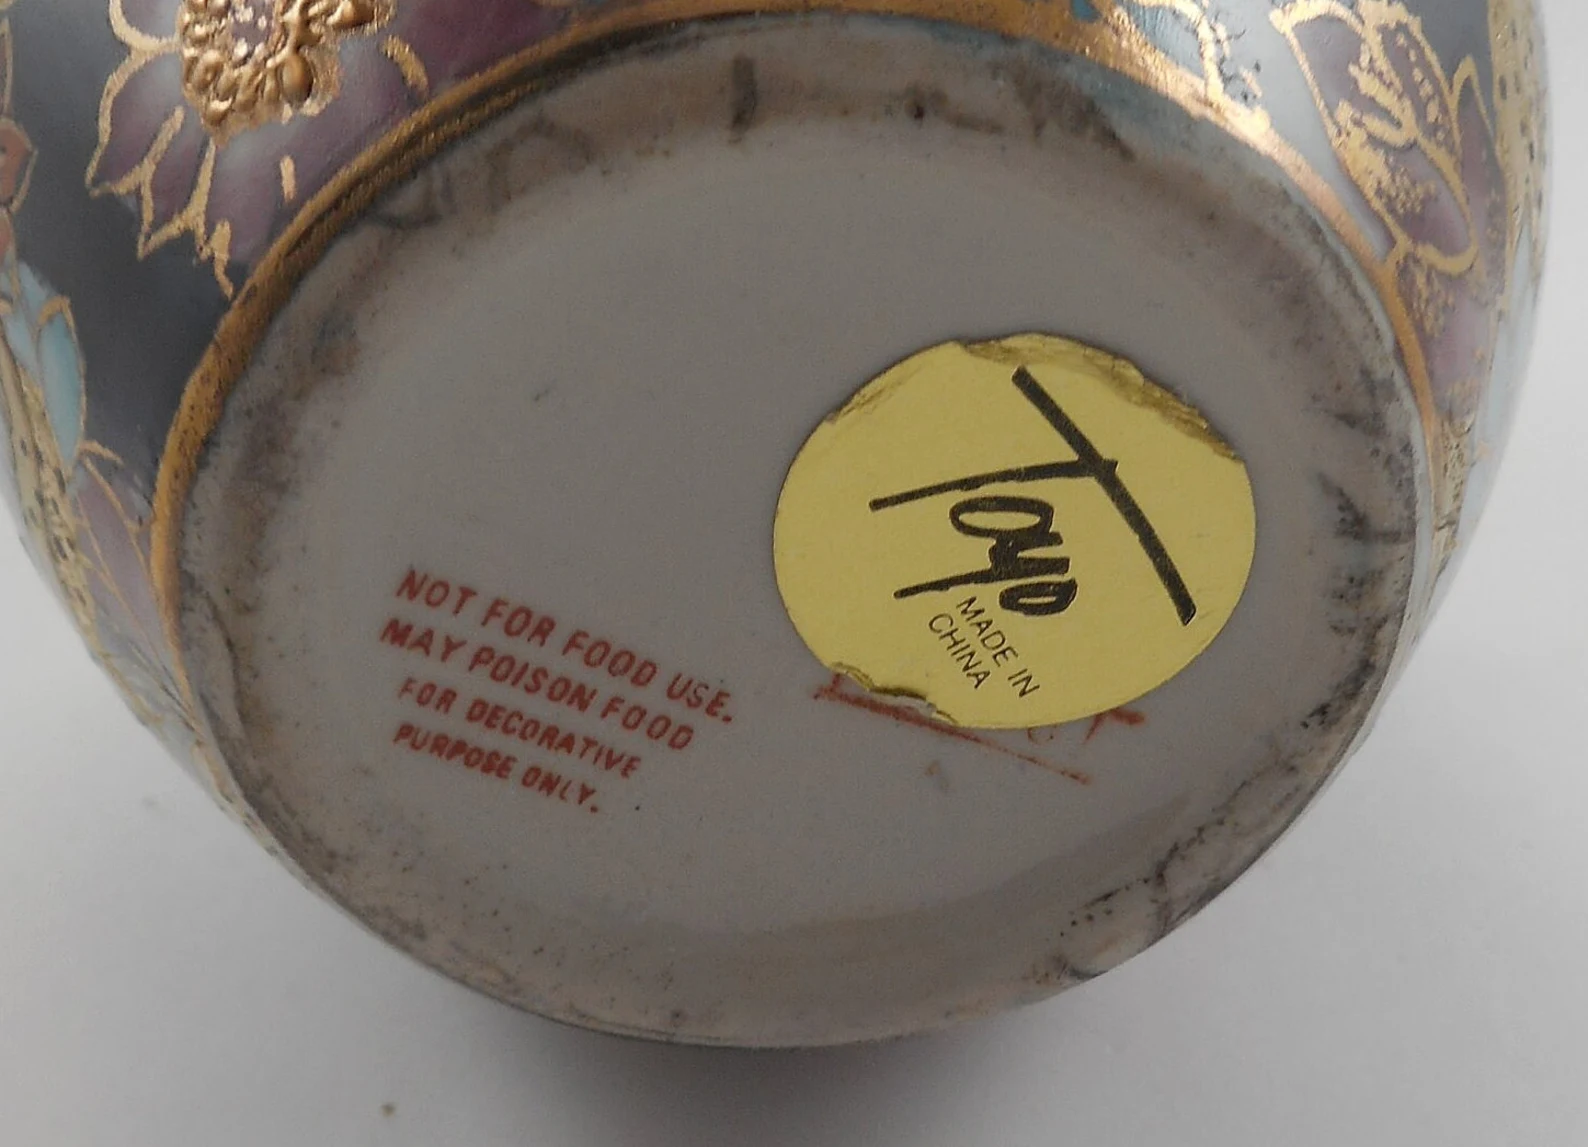 NOT FOR FOOD USE.
MAY POISON FOOD
FOR DECORATIVE
PURPOSE ONLY.
Toyo
MADE IN
CHINA